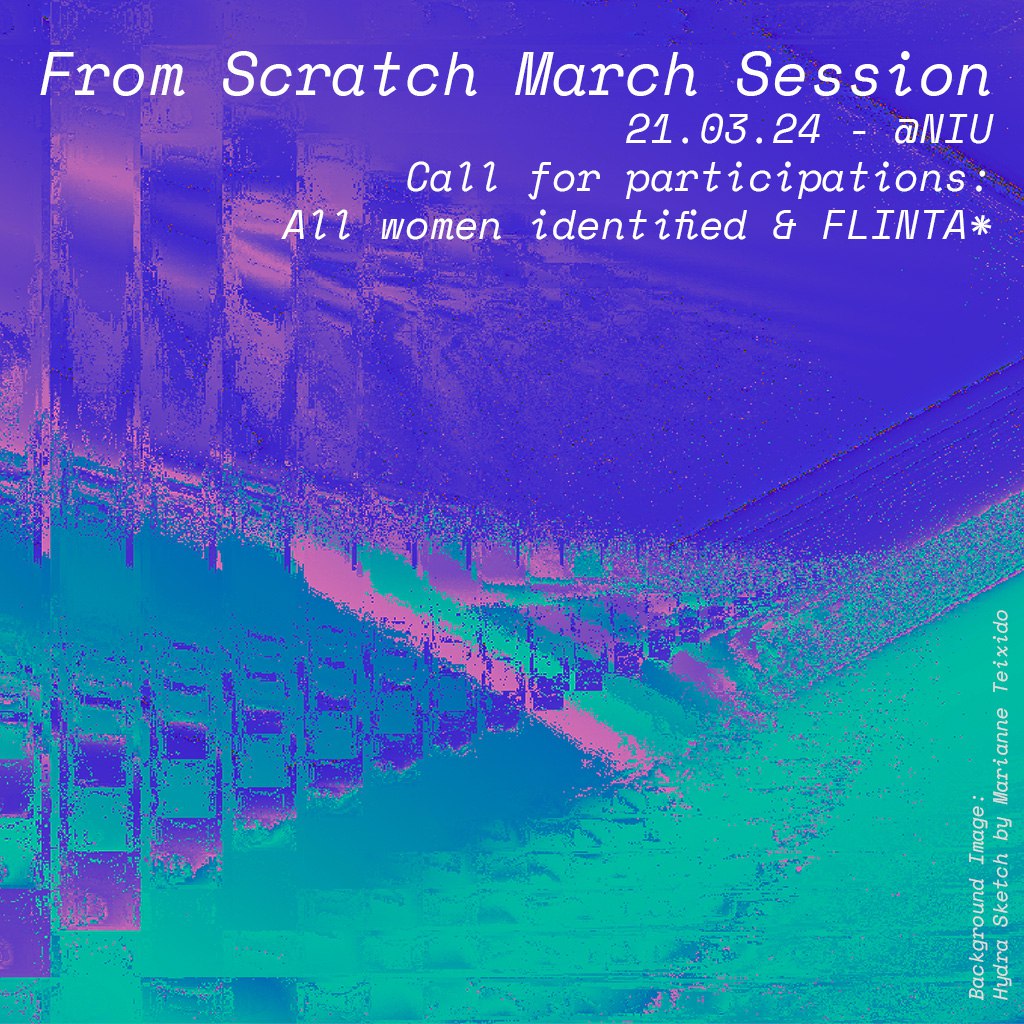 From Scratch March Session
21.03.24 - @NIU
Call for participations:
All women identified & FLINTA*
Background Image:
Hydra Sketch by Marianne Teixido